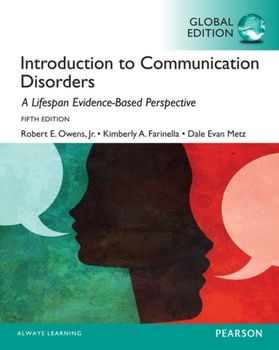 GLOBAL
EDITION
Introduction to Communication
Disorders
A Lifespan Evidence-Based Perspective
FIFTH EDITION
Robert E. Owens, Jr. • Kimberly A. Farinella • Dale Evan Metz
ALWAYS LEARNING
PEARSON